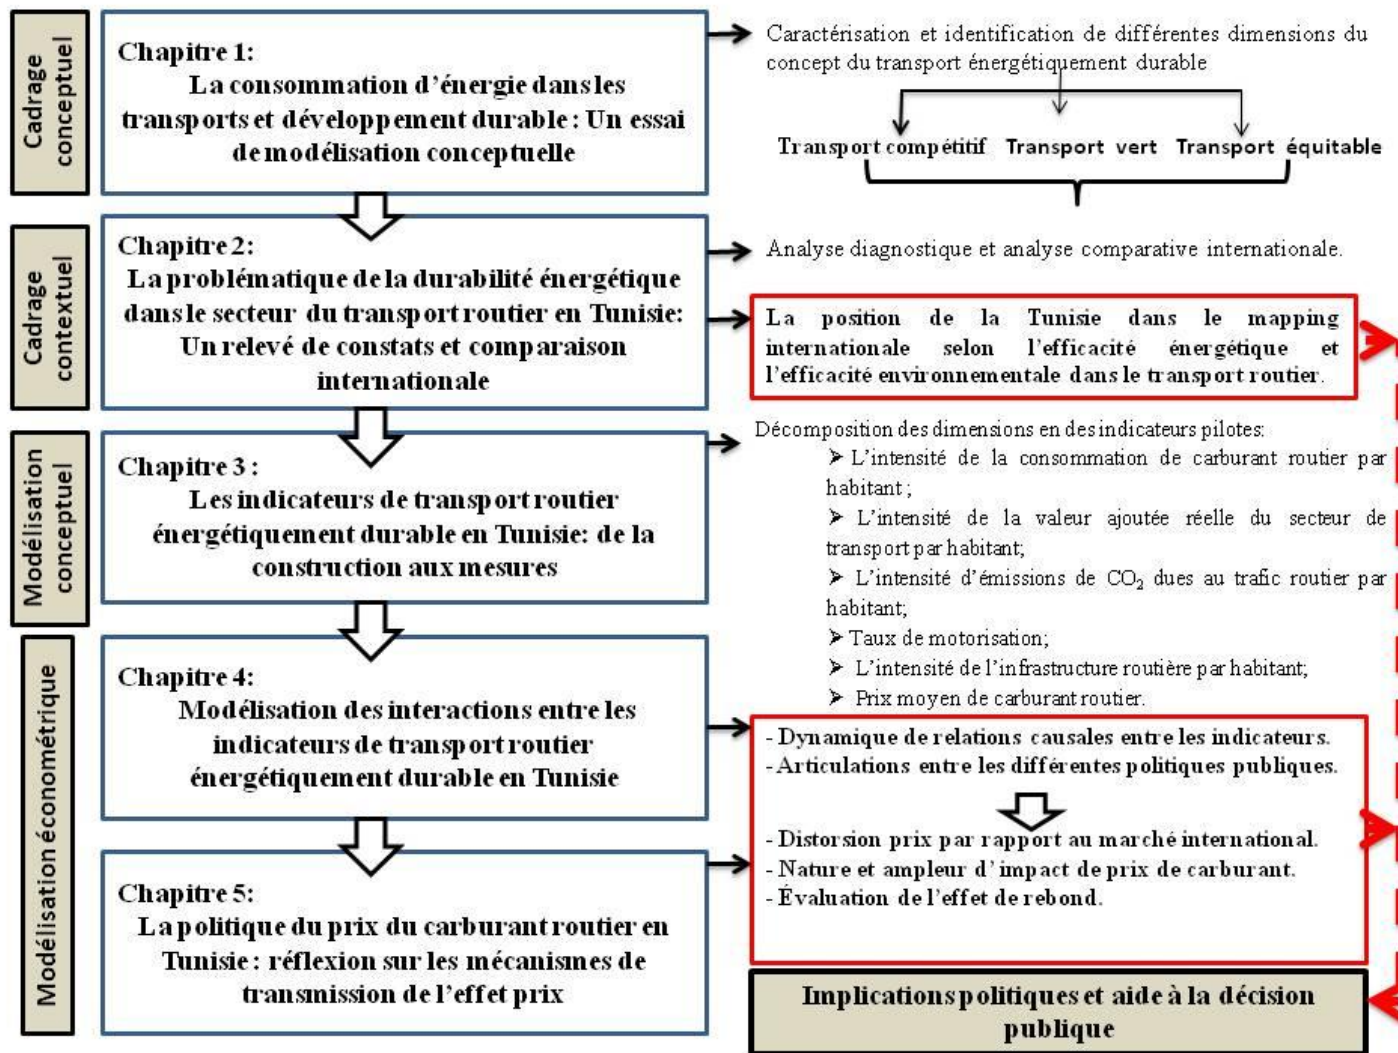 Cadrage
conceptuel
Chapitre 1:
La consommation d'énergie dans les
transports et développement durable : Un essai
de modélisation conceptuelle
Caractérisation et identification de différentes dimensions du
concept du transport énergétiquement durable
Transport compétitif Transport vert Transport équitable
Cadrage
contextuel
Chapitre 2:
La problématique de la durabilité énergétique
dans le secteur du transport routier en Tunisie:
Un relevé de constats et comparaison
internationale
Analyse diagnostique et analyse comparative internationale.
La position de la Tunisie dans le mapping
internationale selon l'efficacité énergétique et
l'efficacité environnementale dans le transport routier.
Modélisation
conceptuel
Chapitre 3 :
Les indicateurs de transport routier
énergétiquement durable en Tunisie: de la
construction aux mesures
Décomposition des dimensions en des indicateurs pilotes:
➤ L'intensité de la consommation de carburant routier par
habitant ;
➤ L'intensité de la valeur ajoutée réelle du secteur de
transport par habitant;
➤ L'intensité d'émissions de CO₂ dues au trafic routier par
habitant;
➤ Taux de motorisation;
➤ L'intensité de l'infrastructure routière par habitant;
➤ Prix moyen de carburant routier.
Modélisation économétrique
Chapitre 4:
Modélisation des interactions entre les
indicateurs de transport routier
énergétiquement durable en Tunisie
- Dynamique de relations causales entre les indicateurs.
- Articulations entre les différentes politiques publiques.
- Distorsion prix par rapport au marché international.
- Nature et ampleur d'impact de prix de carburant.
- Évaluation de l'effet de rebond.
Chapitre 5:
La politique du prix du carburant routier en
Tunisie : réflexion sur les mécanismes de
transmission de l'effet prix
Implications politiques et aide à la décision
publique